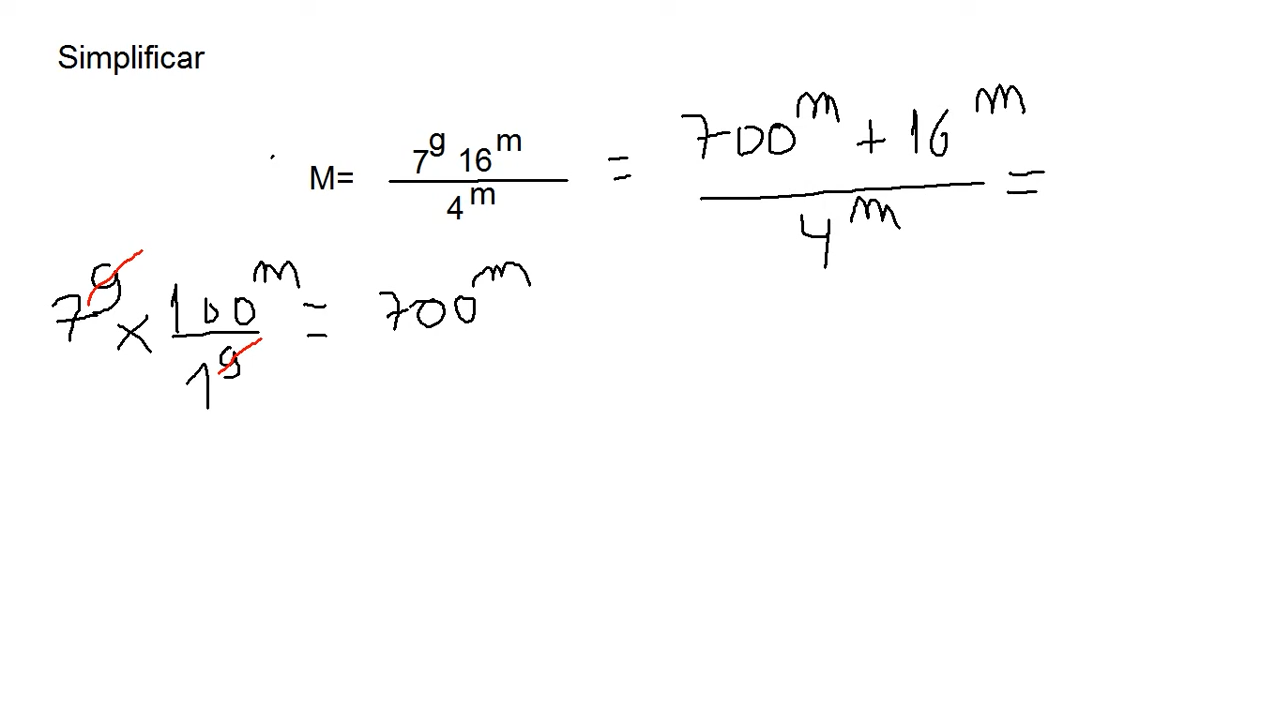 Simplificar
M= 7^g 16^m / 4^m = 700^m + 16^m / 4^m =
7^g × 100^m / 1^g = 700^m